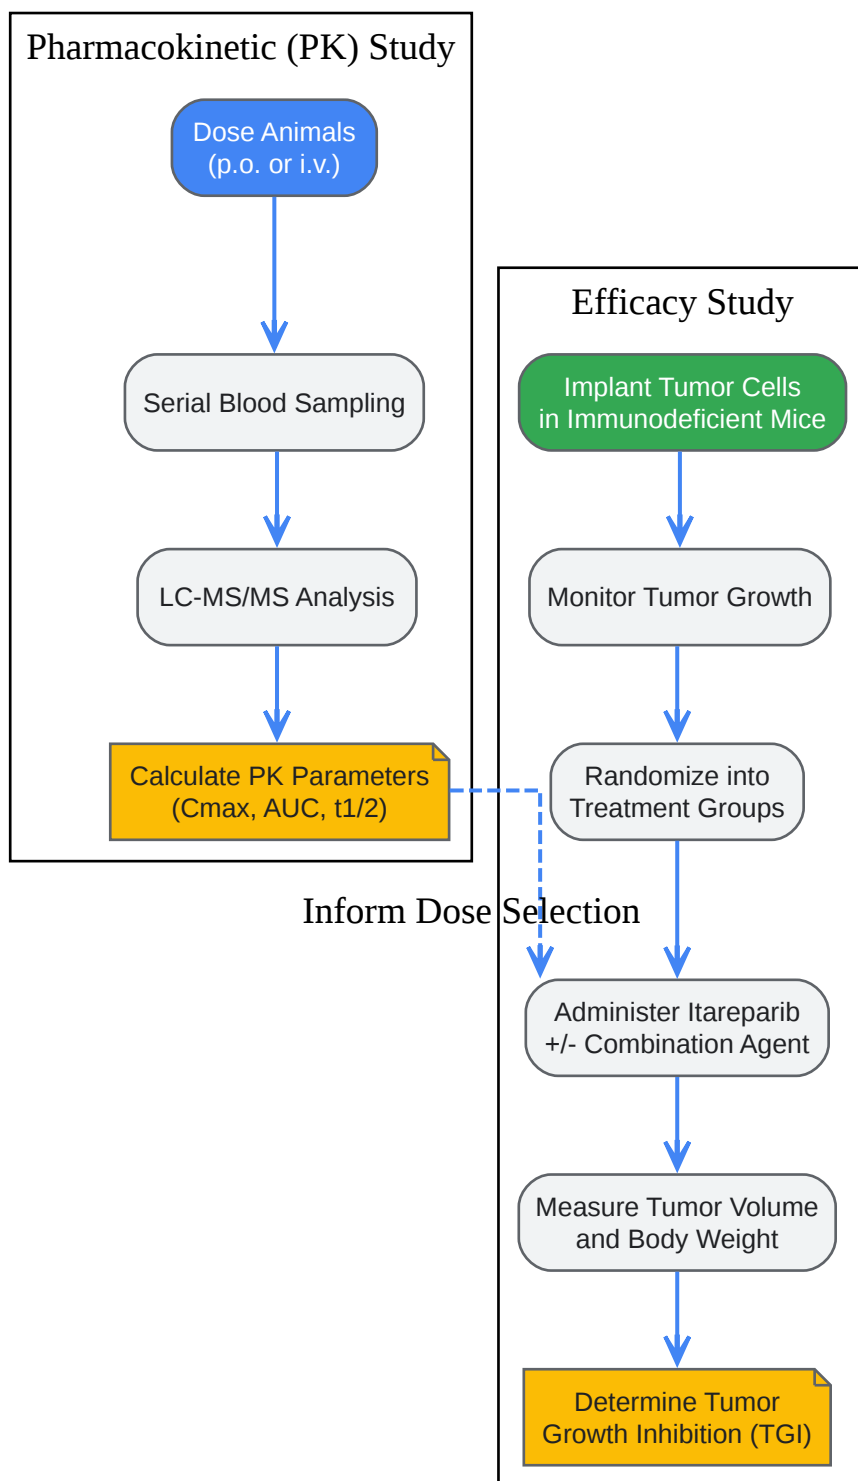 Pharmacokinetic (PK) Study
Dose Animals
(p.o. or i.v.)
Serial Blood Sampling
LC-MS/MS Analysis
Calculate PK Parameters
(Cmax, AUC, t1/2)
Inform Dose Selection
Efficacy Study
Implant Tumor Cells
in Immunodeficient Mice
Monitor Tumor Growth
Randomize into
Treatment Groups
Administer Itareparib
+/- Combination Agent
Measure Tumor Volume
and Body Weight
Determine Tumor
Growth Inhibition (TGI)